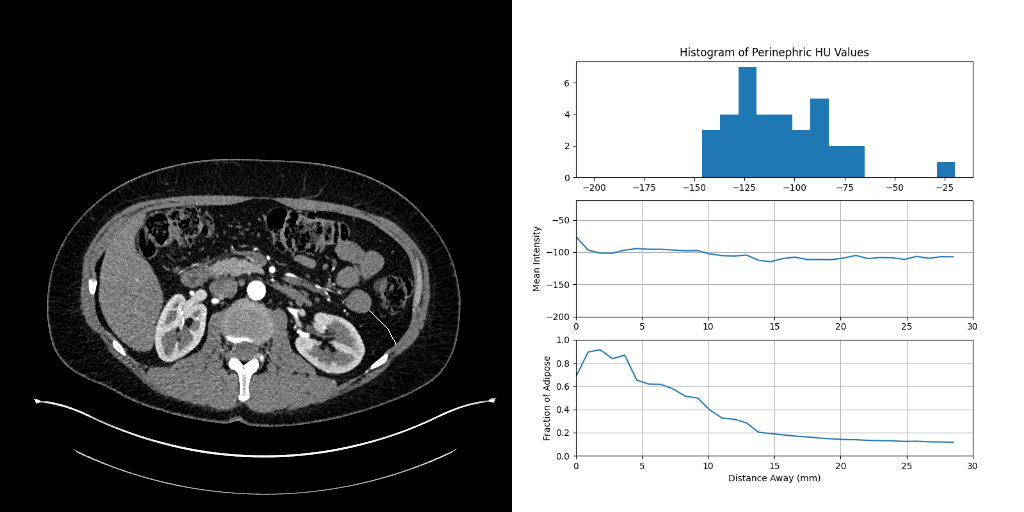 Histogram of Perinephric HU Values
6
4
2
0
−200 −175 −150 −125 −100 −75 −50 −25
Mean Intensity
−50
−100
−150
−200
0 5 10 15 20 25 30
Fraction of Adipose
1.0
0.8
0.6
0.4
0.2
0.0
0 5 10 15 20 25 30
Distance Away (mm)